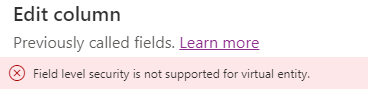 Edit column
Previously called fields. Learn more
Field level security is not supported for virtual entity.